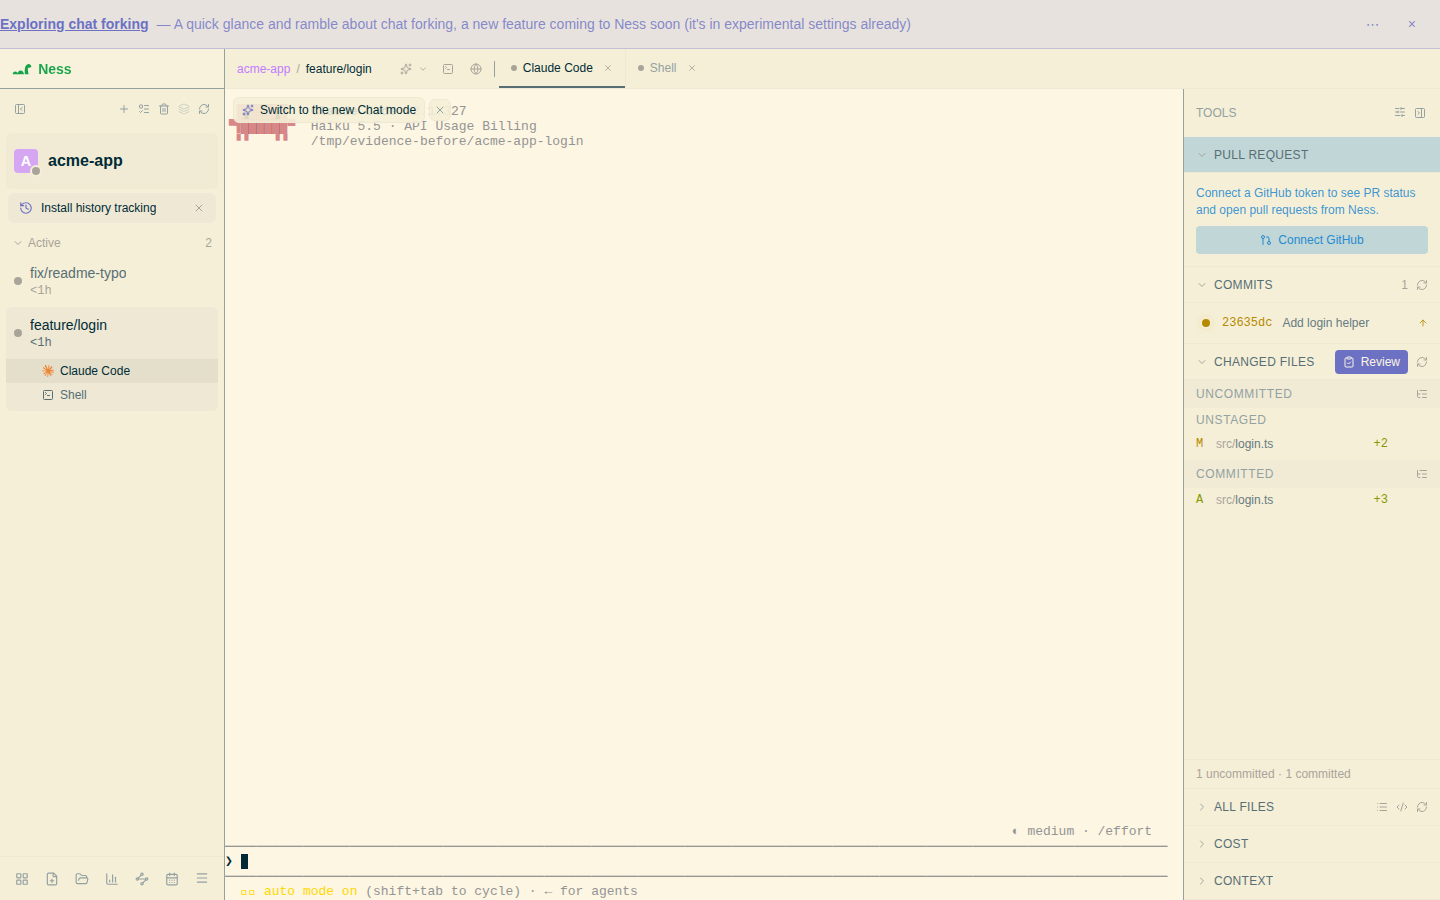 Exploring chat forking — A quick glance and ramble about chat forking, a new feature coming to Ness soon (it's in experimental settings already)
Ness
acme-app / feature/login
Claude Code
Shell
A acme-app
Install history tracking
Active 2
fix/readme-typo
<1h
feature/login
<1h
Claude Code
Shell
Switch to the new Chat mode
27
Haiku 5.5 · API Usage Billing
/tmp/evidence-before/acme-app-login
medium · /effort
❯
auto mode on (shift+tab to cycle) · ← for agents
TOOLS
PULL REQUEST
Connect a GitHub token to see PR status
and open pull requests from Ness.
Connect GitHub
COMMITS 1
23635dc Add login helper
CHANGED FILES Review
UNCOMMITTED
UNSTAGED
M src/login.ts +2
COMMITTED
A src/login.ts +3
1 uncommitted · 1 committed
ALL FILES
COST
CONTEXT